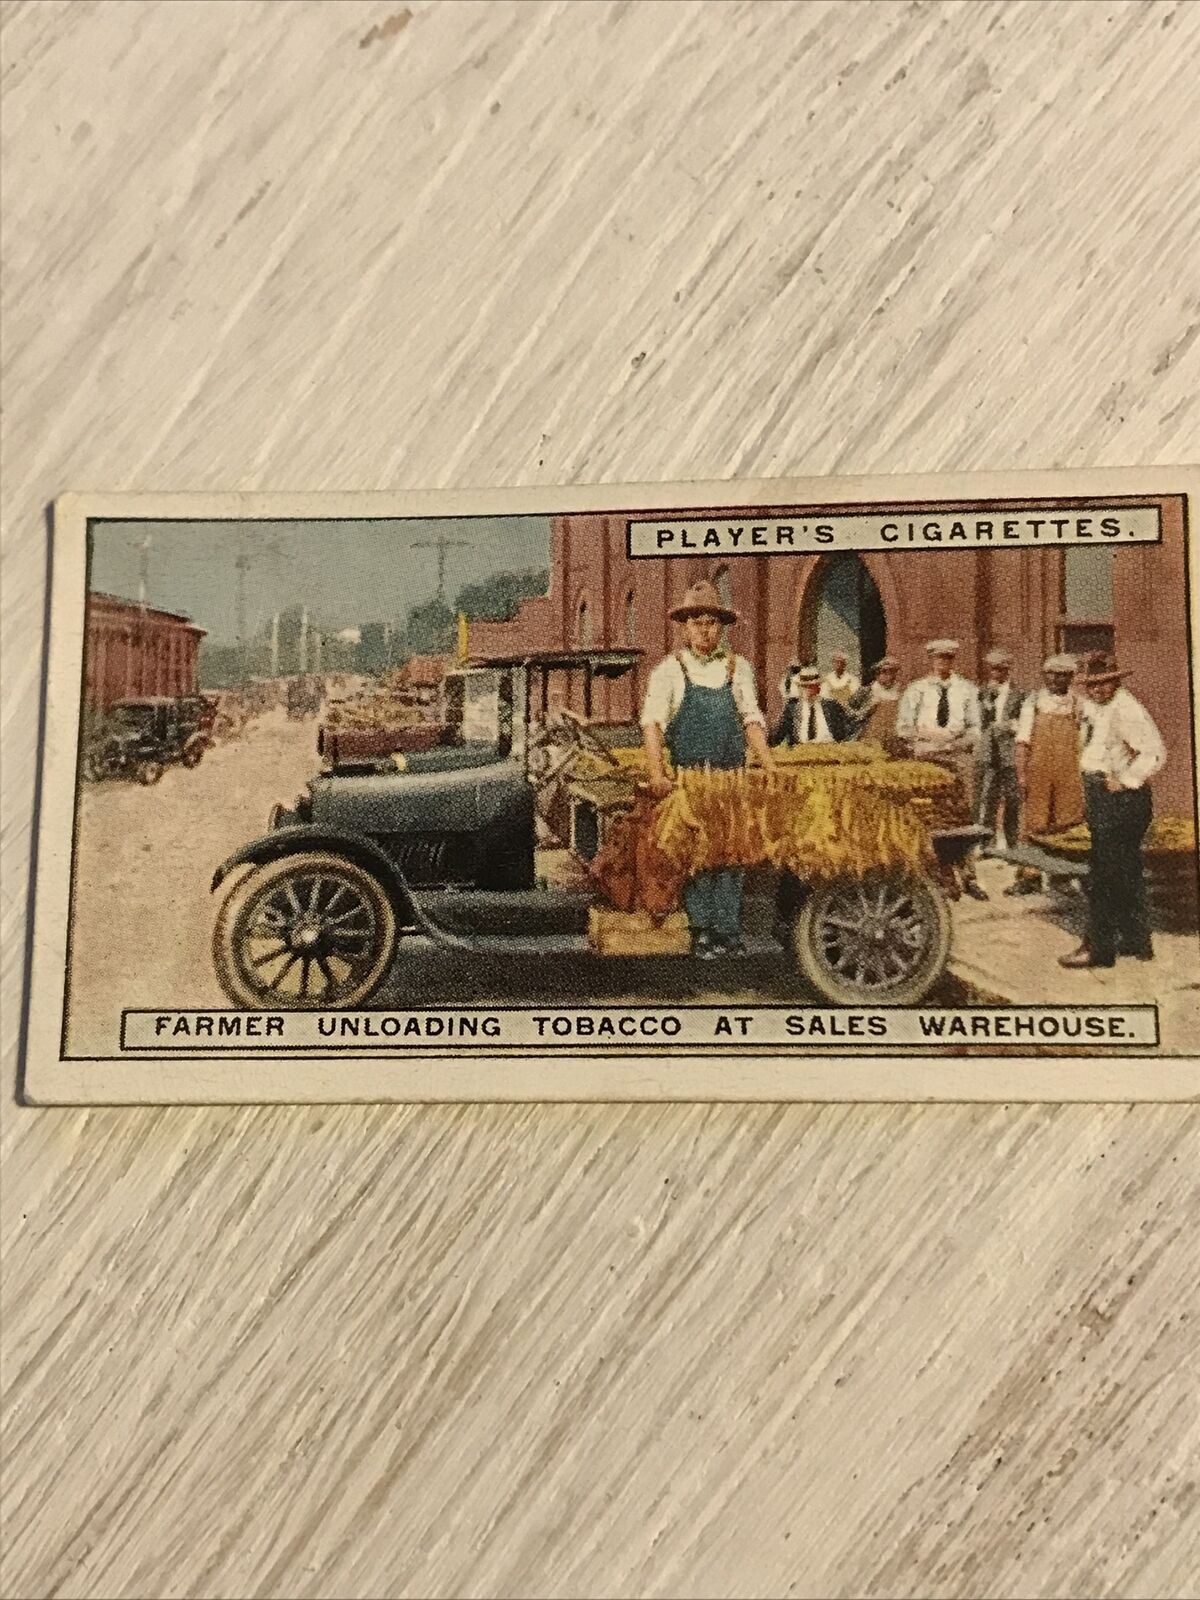 PLAYER'S CIGARETTES.
FARMER UNLOADING TOBACCO AT SALES WAREHOUSE.